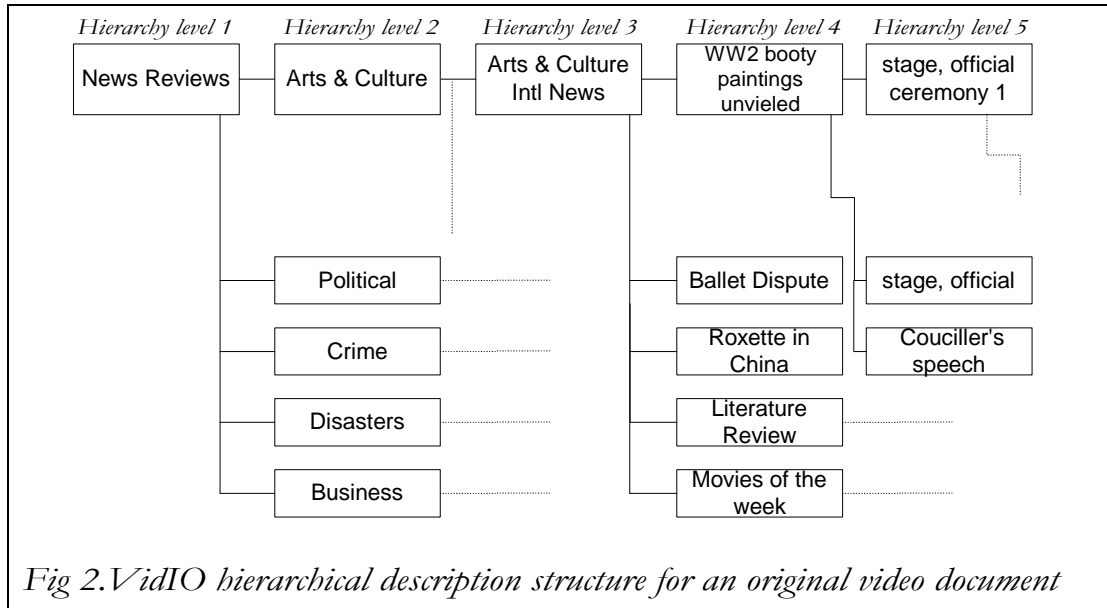 Hierarchy level 1 Hierarchy level 2 Hierarchy level 3 Hierarchy level 4 Hierarchy level 5
News Reviews
Arts & Culture
Arts & Culture
Intl News
WW2 booty
paintings
unvieled
stage, official
ceremony 1
Political
Ballet Dispute
stage, official
Crime
Roxette in
China
Couciller's
speech
Disasters
Literature
Review
Business
Movies of the
week
Fig 2.VidIO hierarchical description structure for an original video document